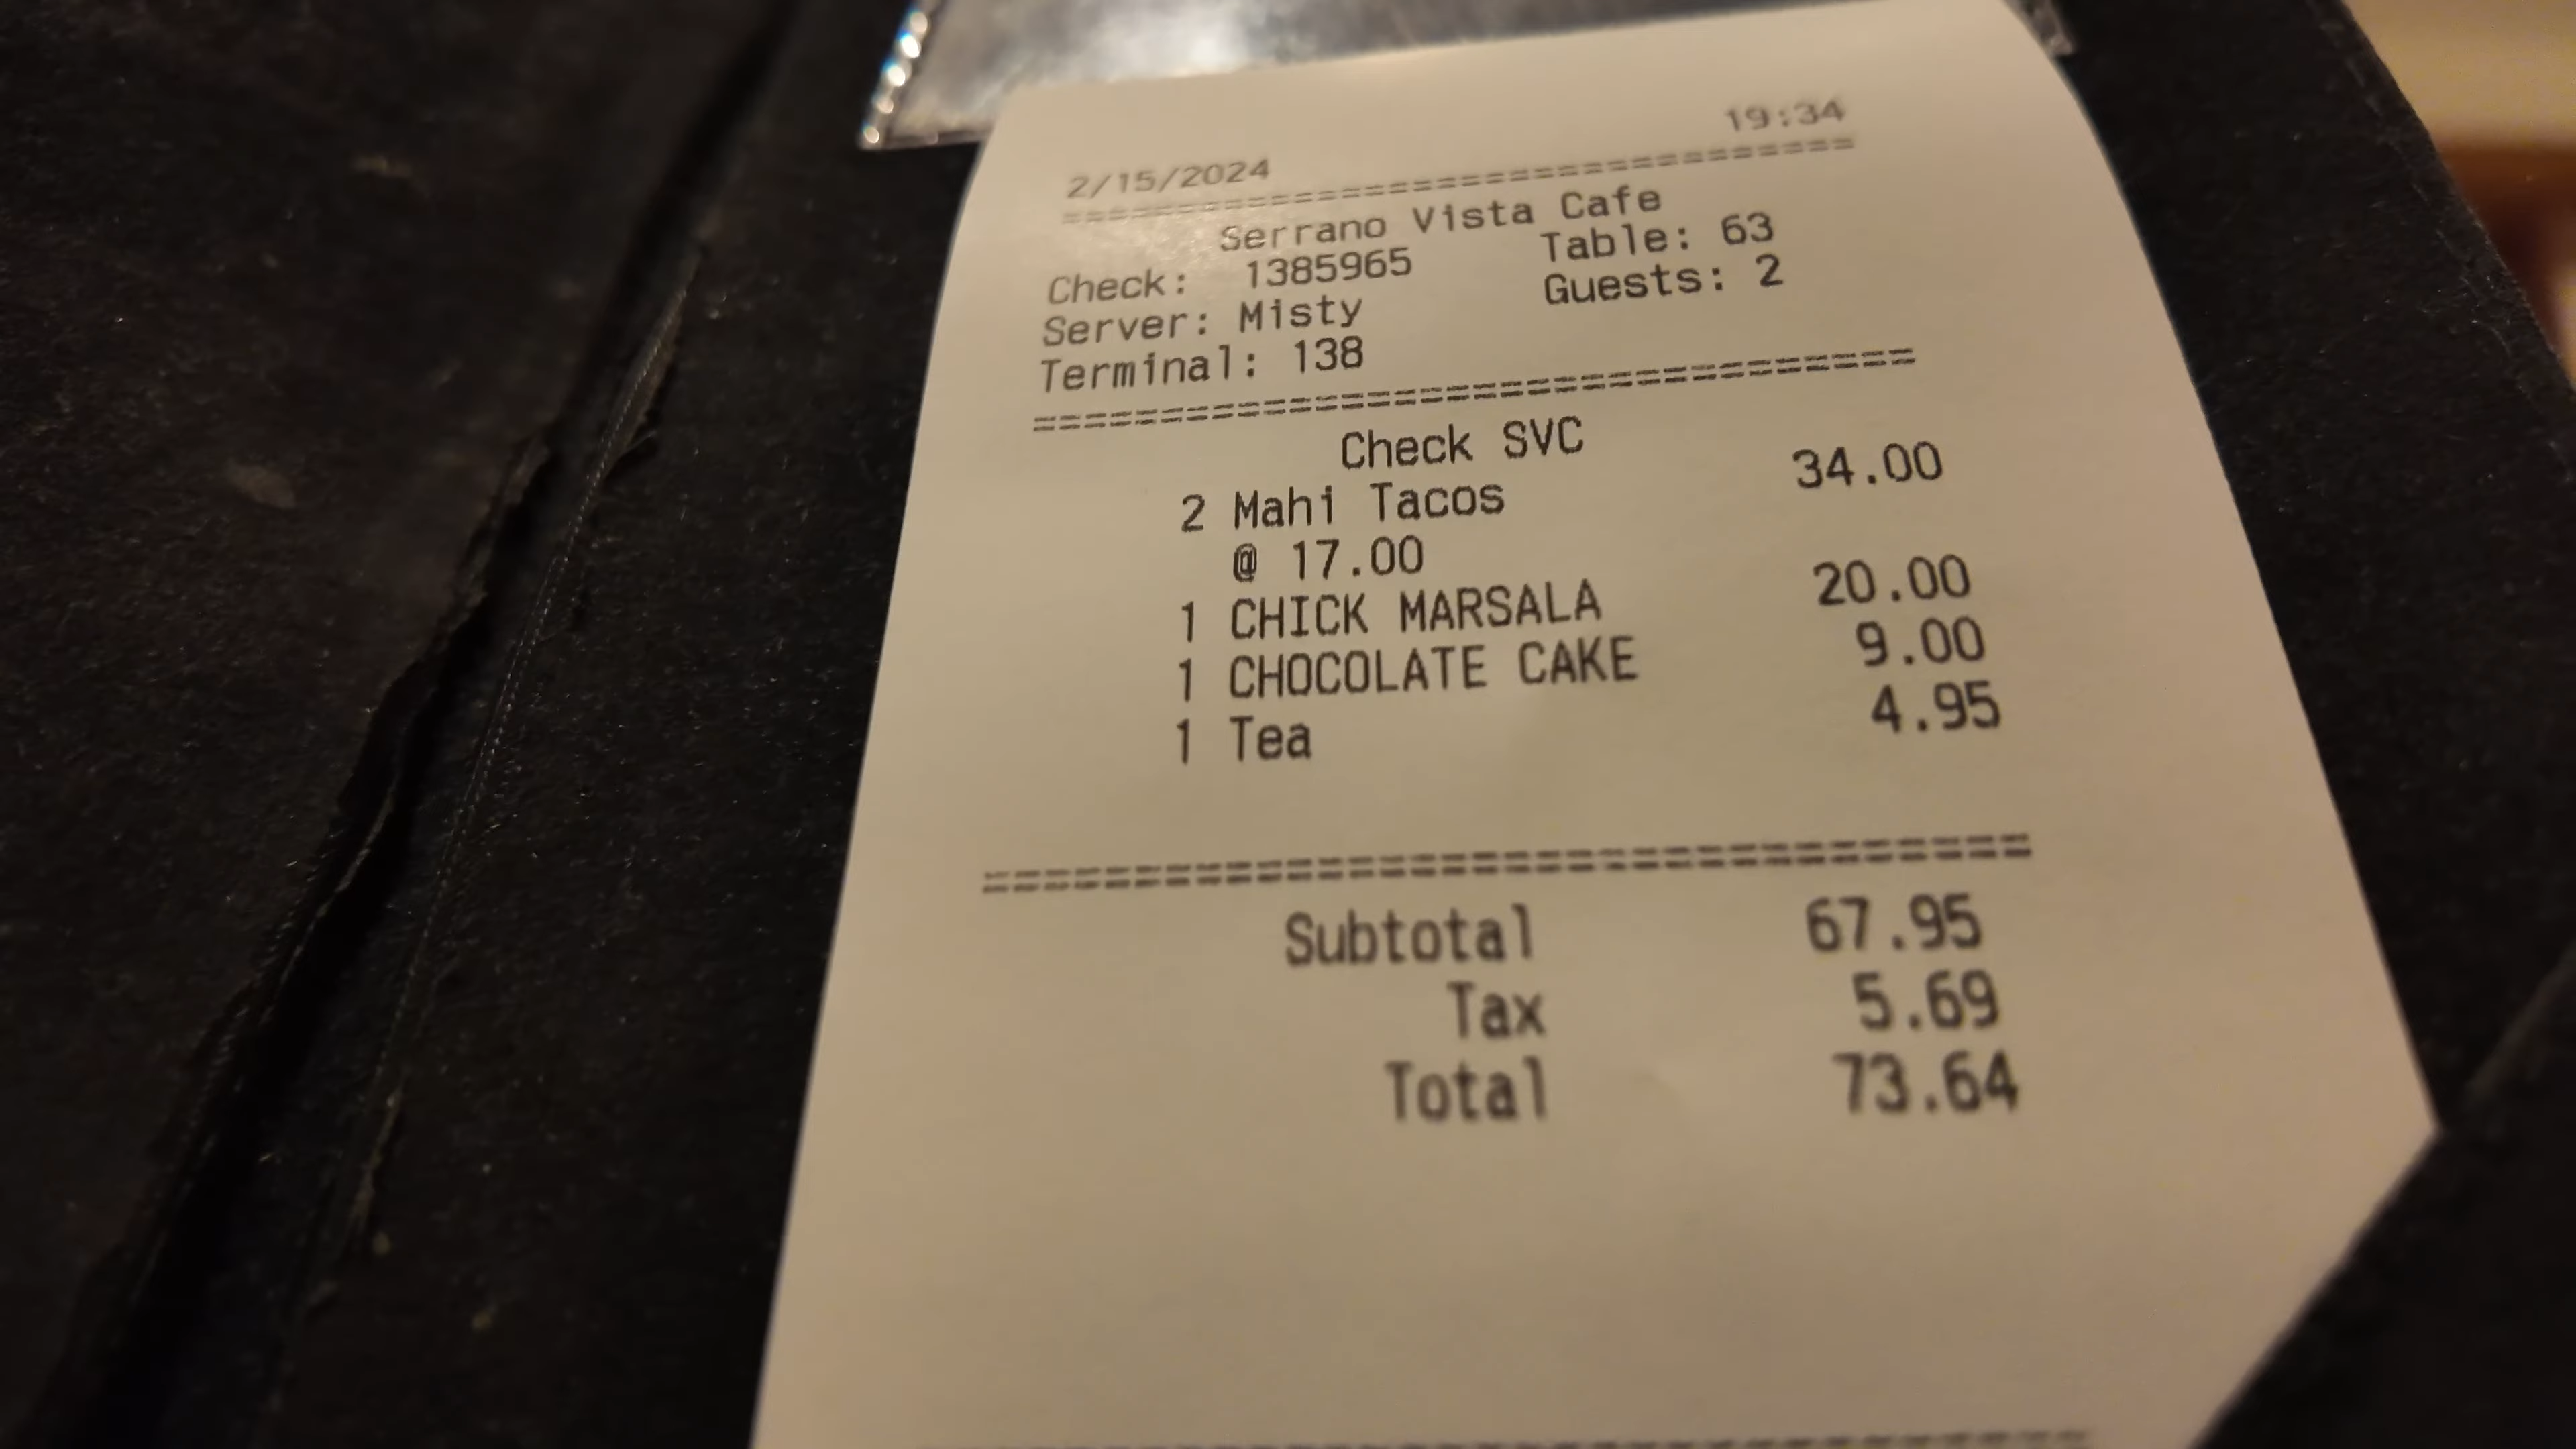 2/15/2024 19:34
==============================
Serrano Vista Cafe
Check: 1385965 Table: 63
Server: Misty Guests: 2
Terminal: 138
==================================
Check SVC
2 Mahi Tacos 34.00
@ 17.00
1 CHICK MARSALA 20.00
1 CHOCOLATE CAKE 9.00
1 Tea 4.95
==================================
Subtotal 67.95
Tax 5.69
Total 73.64